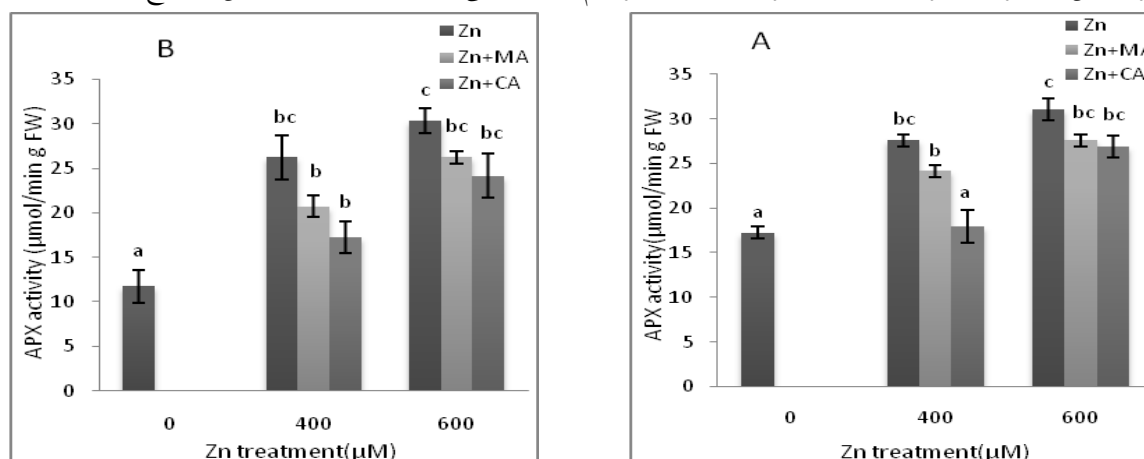 B
Zn
Zn+MA
Zn+CA
APX activity (µmol/min g FW)
35
30
25
20
15
10
5
0
a
bc
b
b
c
bc
bc
0
400
600
Zn treatment(µM)
A
Zn
Zn+MA
Zn+CA
APX activity(µmol/min g FW)
35
30
25
20
15
10
5
0
a
bc
b
a
c
bc
bc
0
400
600
Zn treatment(µM)